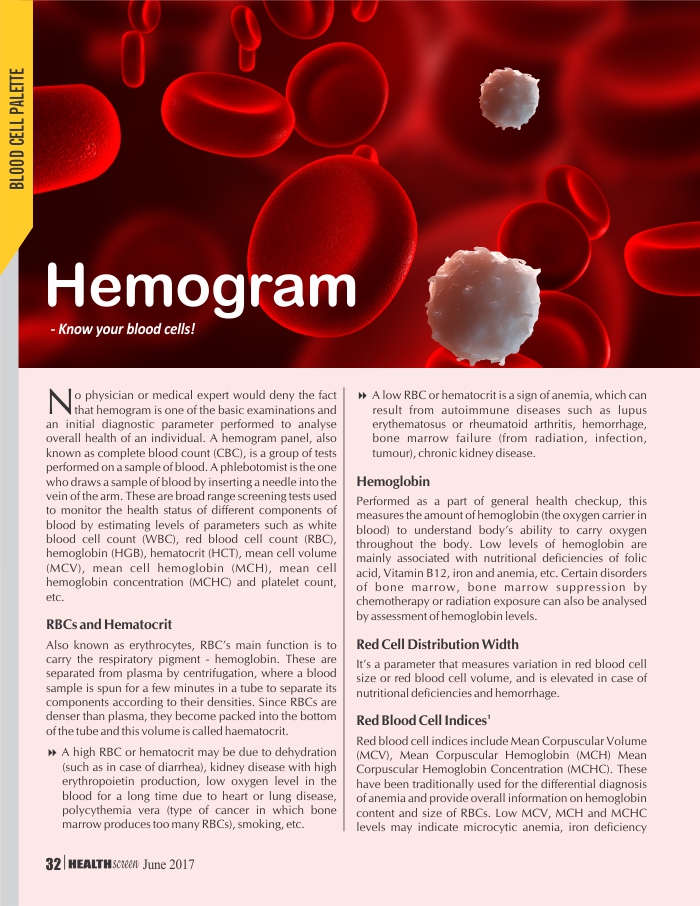 BLOOD CELL PALETTE
Hemogram
- Know your blood cells!
No physician or medical expert would deny the fact
that hemogram is one of the basic examinations and
an initial diagnostic parameter performed to analyse
overall health of an individual. A hemogram panel, also
known as complete blood count (CBC), is a group of tests
performed on a sample of blood. A phlebotomist is the one
who draws a sample of blood by inserting a needle into the
vein of the arm. These are broad range screening tests used
to monitor the health status of different components of
blood by estimating levels of parameters such as white
blood cell count (WBC), red blood cell count (RBC),
hemoglobin (HGB), hematocrit (HCT), mean cell volume
(MCV), mean cell hemoglobin (MCH), mean cell
hemoglobin concentration (MCHC) and platelet count,
etc.
RBCs and Hematocrit
Also known as erythrocytes, RBC's main function is to
carry the respiratory pigment - hemoglobin. These are
separated from plasma by centrifugation, where a blood
sample is spun for a few minutes in a tube to separate its
components according to their densities. Since RBCs are
denser than plasma, they become packed into the bottom
of the tube and this volume is called haematocrit.
A high RBC or hematocrit may be due to dehydration
(such as in case of diarrhea), kidney disease with high
erythropoietin production, low oxygen level in the
blood for a long time due to heart or lung disease,
polycythemia vera (type of cancer in which bone
marrow produces too many RBCs), smoking, etc.
A low RBC or hematocrit is a sign of anemia, which can
result from autoimmune diseases such as lupus
erythematosus or rheumatoid arthritis, hemorrhage,
bone marrow failure (from radiation, infection,
tumour), chronic kidney disease.
Hemoglobin
Performed as a part of general health checkup, this
measures the amount of hemoglobin (the oxygen carrier in
blood) to understand body's ability to carry oxygen
throughout the body. Low levels of hemoglobin are
mainly associated with nutritional deficiencies of folic
acid, Vitamin B12, iron and anemia, etc. Certain disorders
of bone marrow, bone marrow suppression by
chemotherapy or radiation exposure can also be analysed
by assessment of hemoglobin levels.
Red Cell Distribution Width
It's a parameter that measures variation in red blood cell
size or red blood cell volume, and is elevated in case of
nutritional deficiencies and hemorrhage.
Red Blood Cell Indices¹
Red blood cell indices include Mean Corpuscular Volume
(MCV), Mean Corpuscular Hemoglobin (MCH) Mean
Corpuscular Hemoglobin Concentration (MCHC). These
have been traditionally used for the differential diagnosis
of anemia and provide overall information on hemoglobin
content and size of RBCs. Low MCV, MCH and MCHC
levels may indicate microcytic anemia, iron deficiency
32 | HEALTHscreen June 2017